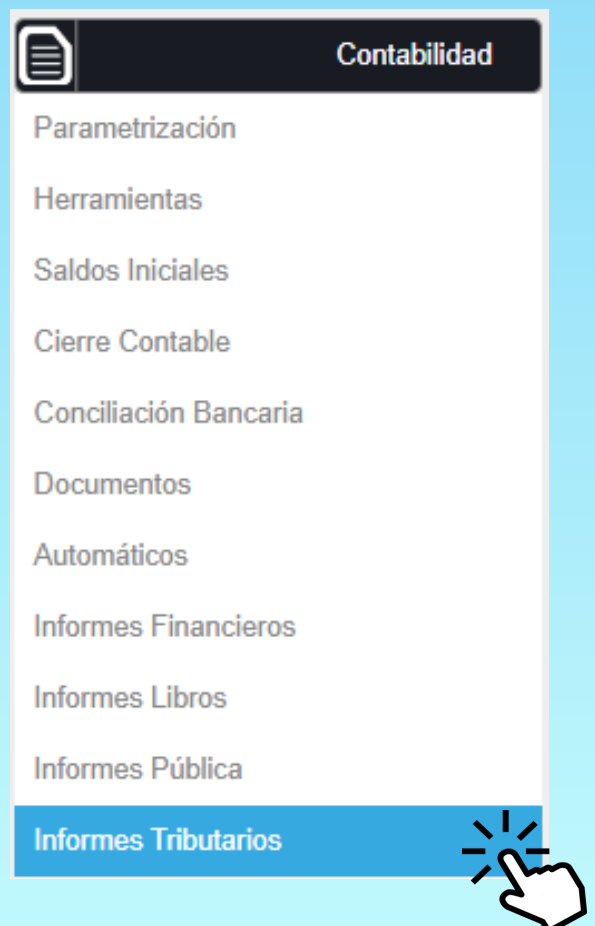 Contabilidad
Parametrización
Herramientas
Saldos Iniciales
Cierre Contable
Conciliación Bancaria
Documentos
Automáticos
Informes Financieros
Informes Libros
Informes Pública
Informes Tributarios